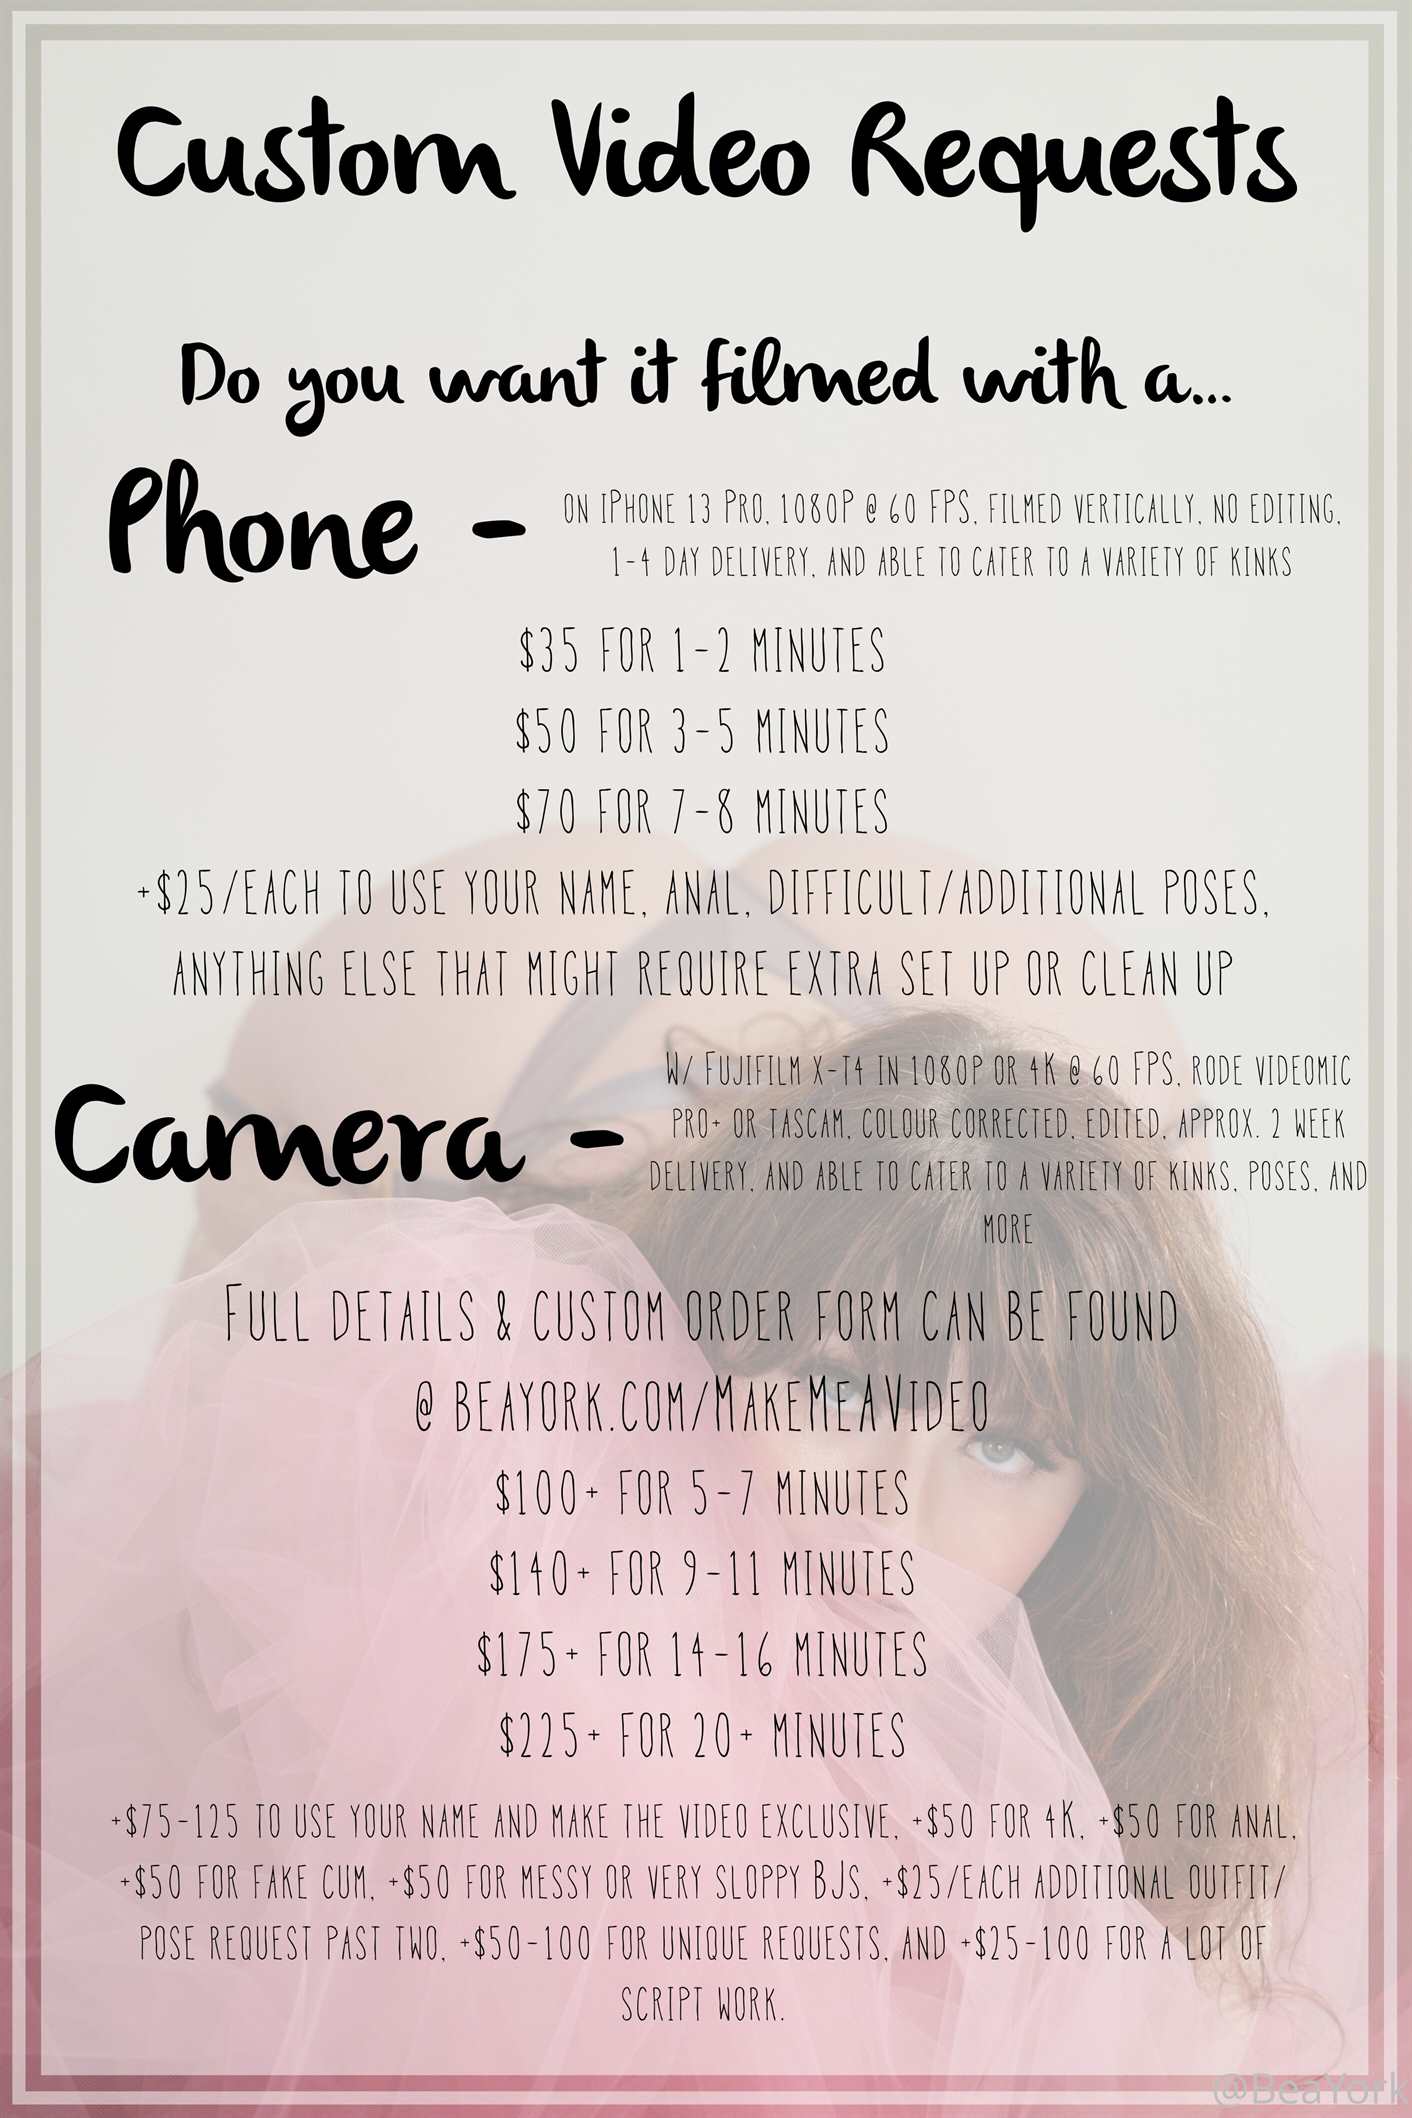 Custom Video Requests
Do you want it filmed with a...
Phone -
on iPhone 13 Pro, 1080P @ 60 FPS, filmed vertically, no editing,
1-4 day delivery, and able to cater to a variety of kinks
$35 for 1-2 minutes
$50 for 3-5 minutes
$70 for 7-8 minutes
+$25/each to use your name, anal, difficult/additional poses,
anything else that might require extra set up or clean up
Camera -
w/ Fujifilm x-t4 in 1080p or 4K @ 60 FPS, rode videomic
pro+ or tascam, colour corrected, edited, approx. 2 week
delivery, and able to cater to a variety of kinks, poses, and
more
Full details & custom order form can be found
@ beayork.com/MakeMeAVideo
$100+ for 5-7 minutes
$140+ for 9-11 minutes
$175+ for 14-16 minutes
$225+ for 20+ minutes
+$75-125 to use your name and make the video exclusive, +$50 for 4K, +$50 for anal,
+$50 for fake cum, +$50 for messy or very sloppy BJs, +$25/each additional outfit/
pose request past two, +$50-100 for unique requests, and +$25-100 for a lot of
script work.
@BeaYork